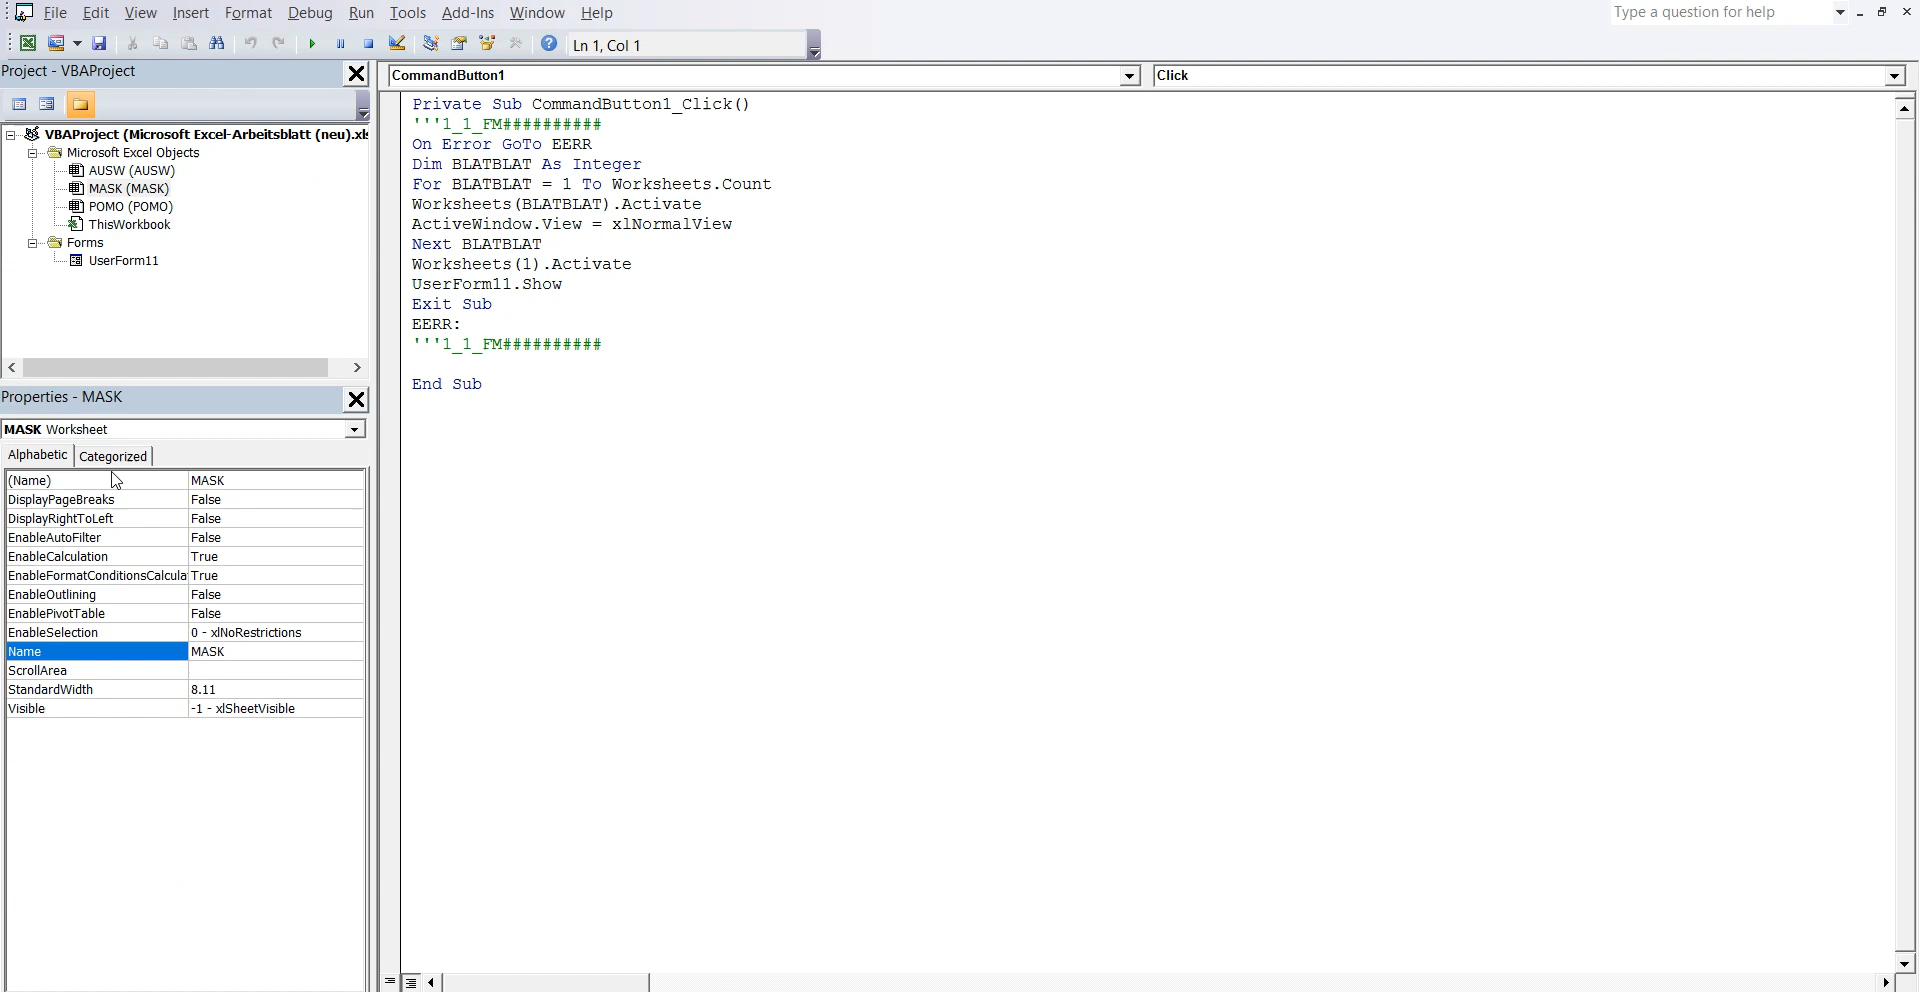 File Edit View Insert Format Debug Run Tools Add-Ins Window Help
Type a question for help
Ln 1, Col 1
Project - VBAProject
VBAProject (Microsoft Excel-Arbeitsblatt (neu).xls
Microsoft Excel Objects
AUSW (AUSW)
MASK (MASK)
POMO (POMO)
ThisWorkbook
Forms
UserForm11
Properties - MASK
MASK Worksheet
Alphabetic Categorized
(Name) MASK
DisplayPageBreaks False
DisplayRightToLeft False
EnableAutoFilter False
EnableCalculation True
EnableFormatConditionsCalcula True
EnableOutlining False
EnablePivotTable False
EnableSelection 0 - xlNoRestrictions
Name MASK
ScrollArea
StandardWidth 8.11
Visible -1 - xlSheetVisible
CommandButton1
Click
Private Sub CommandButton1_Click()
'''1_1_FM##########
On Error GoTo EERR
Dim BLATBLAT As Integer
For BLATBLAT = 1 To Worksheets.Count
Worksheets(BLATBLAT).Activate
ActiveWindow.View = xlNormalView
Next BLATBLAT
Worksheets(1).Activate
UserForm11.Show
Exit Sub
EERR:
'''1_1_FM##########
End Sub